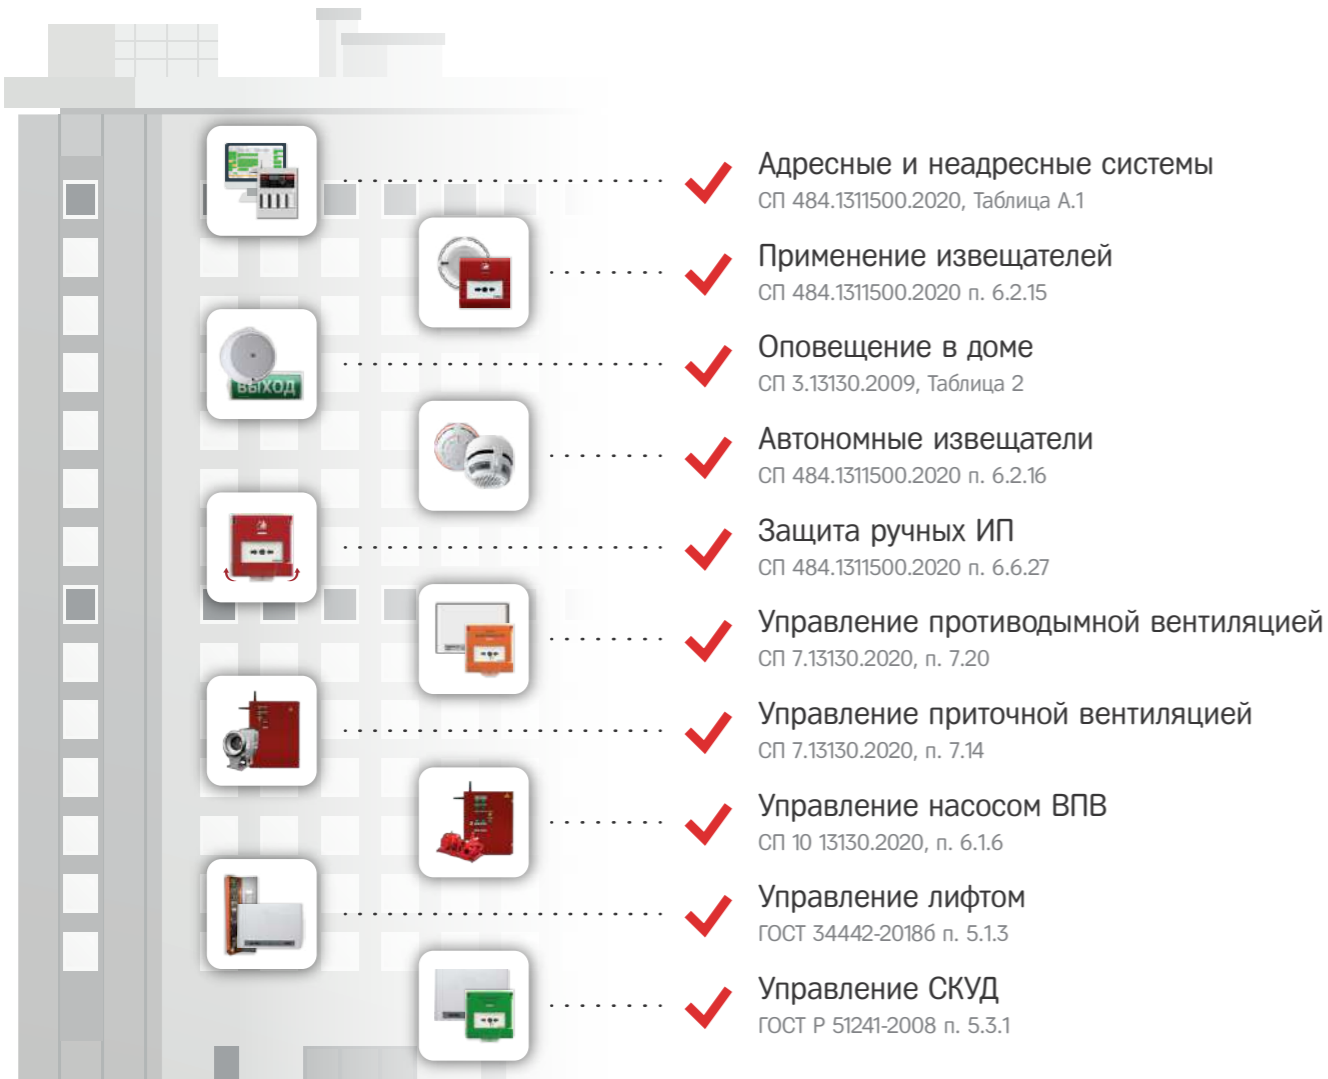 Адресные и неадресные системы
СП 484.1311500.2020, Таблица А.1
Применение извещателей
СП 484.1311500.2020 п. 6.2.15
ВЫХОД
Оповещение в доме
СП 3.13130.2009, Таблица 2
Автономные извещатели
СП 484.1311500.2020 п. 6.2.16
Защита ручных ИП
СП 484.1311500.2020 п. 6.6.27
Управление противодымной вентиляцией
СП 7.13130.2020, п. 7.20
Управление приточной вентиляцией
СП 7.13130.2020, п. 7.14
Управление насосом ВПВ
СП 10 13130.2020, п. 6.1.6
Управление лифтом
ГОСТ 34442-2018б п. 5.1.3
Управление СКУД
ГОСТ Р 51241-2008 п. 5.3.1